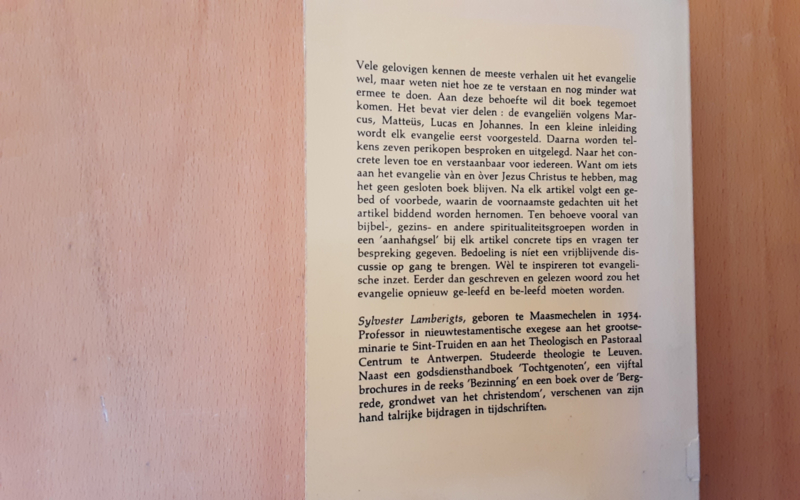 Vele gelovigen kennen de meeste verhalen uit het evangelie
wel, maar weten niet hoe ze te verstaan en nog minder wat
ermee te doen. Aan deze behoefte wil dit boek tegemoet
komen. Het bevat vier delen : de evangeliën volgens Mar-
cus, Matteüs, Lucas en Johannes. In een kleine inleiding
wordt elk evangelie eerst voorgesteld. Daarna worden tel-
kens zeven perikopen besproken en uitgelegd. Naar het con-
crete leven toe en verstaanbaar voor iedereen. Want om iets
aan het evangelie vàn en òver Jezus Christus te hebben, mag
het geen gesloten boek blijven. Na elk artikel volgt een ge-
bed of voorbede, waarin de voornaamste gedachten uit het
artikel biddend worden hernomen. Ten behoeve vooral van
bijbel-, gezins- en andere spiritualiteitsgroepen worden in
een 'aanhangsel' bij elk artikel concrete tips en vragen ter
bespreking gegeven. Bedoeling is níet een vrijblijvende dis-
cussie op gang te brengen. Wèl te inspireren tot evangeli-
sche inzet. Eerder dan geschreven en gelezen woord zou het
evangelie opnieuw ge-leefd en be-leefd moeten worden.
Sylvester Lamberigts, geboren te Maasmechelen in 1934.
Professor in nieuwtestamentische exegese aan het grootse-
minarie te Sint-Truiden en aan het Theologisch en Pastoraal
Centrum te Antwerpen. Studeerde theologie te Leuven.
Naast een godsdiensthandboek 'Tochtgenoten', een vijftal
brochures in de reeks 'Bezinning' en een boek over de 'Berg-
rede, grondwet van het christendom', verschenen van zijn
hand talrijke bijdragen in tijdschriften.